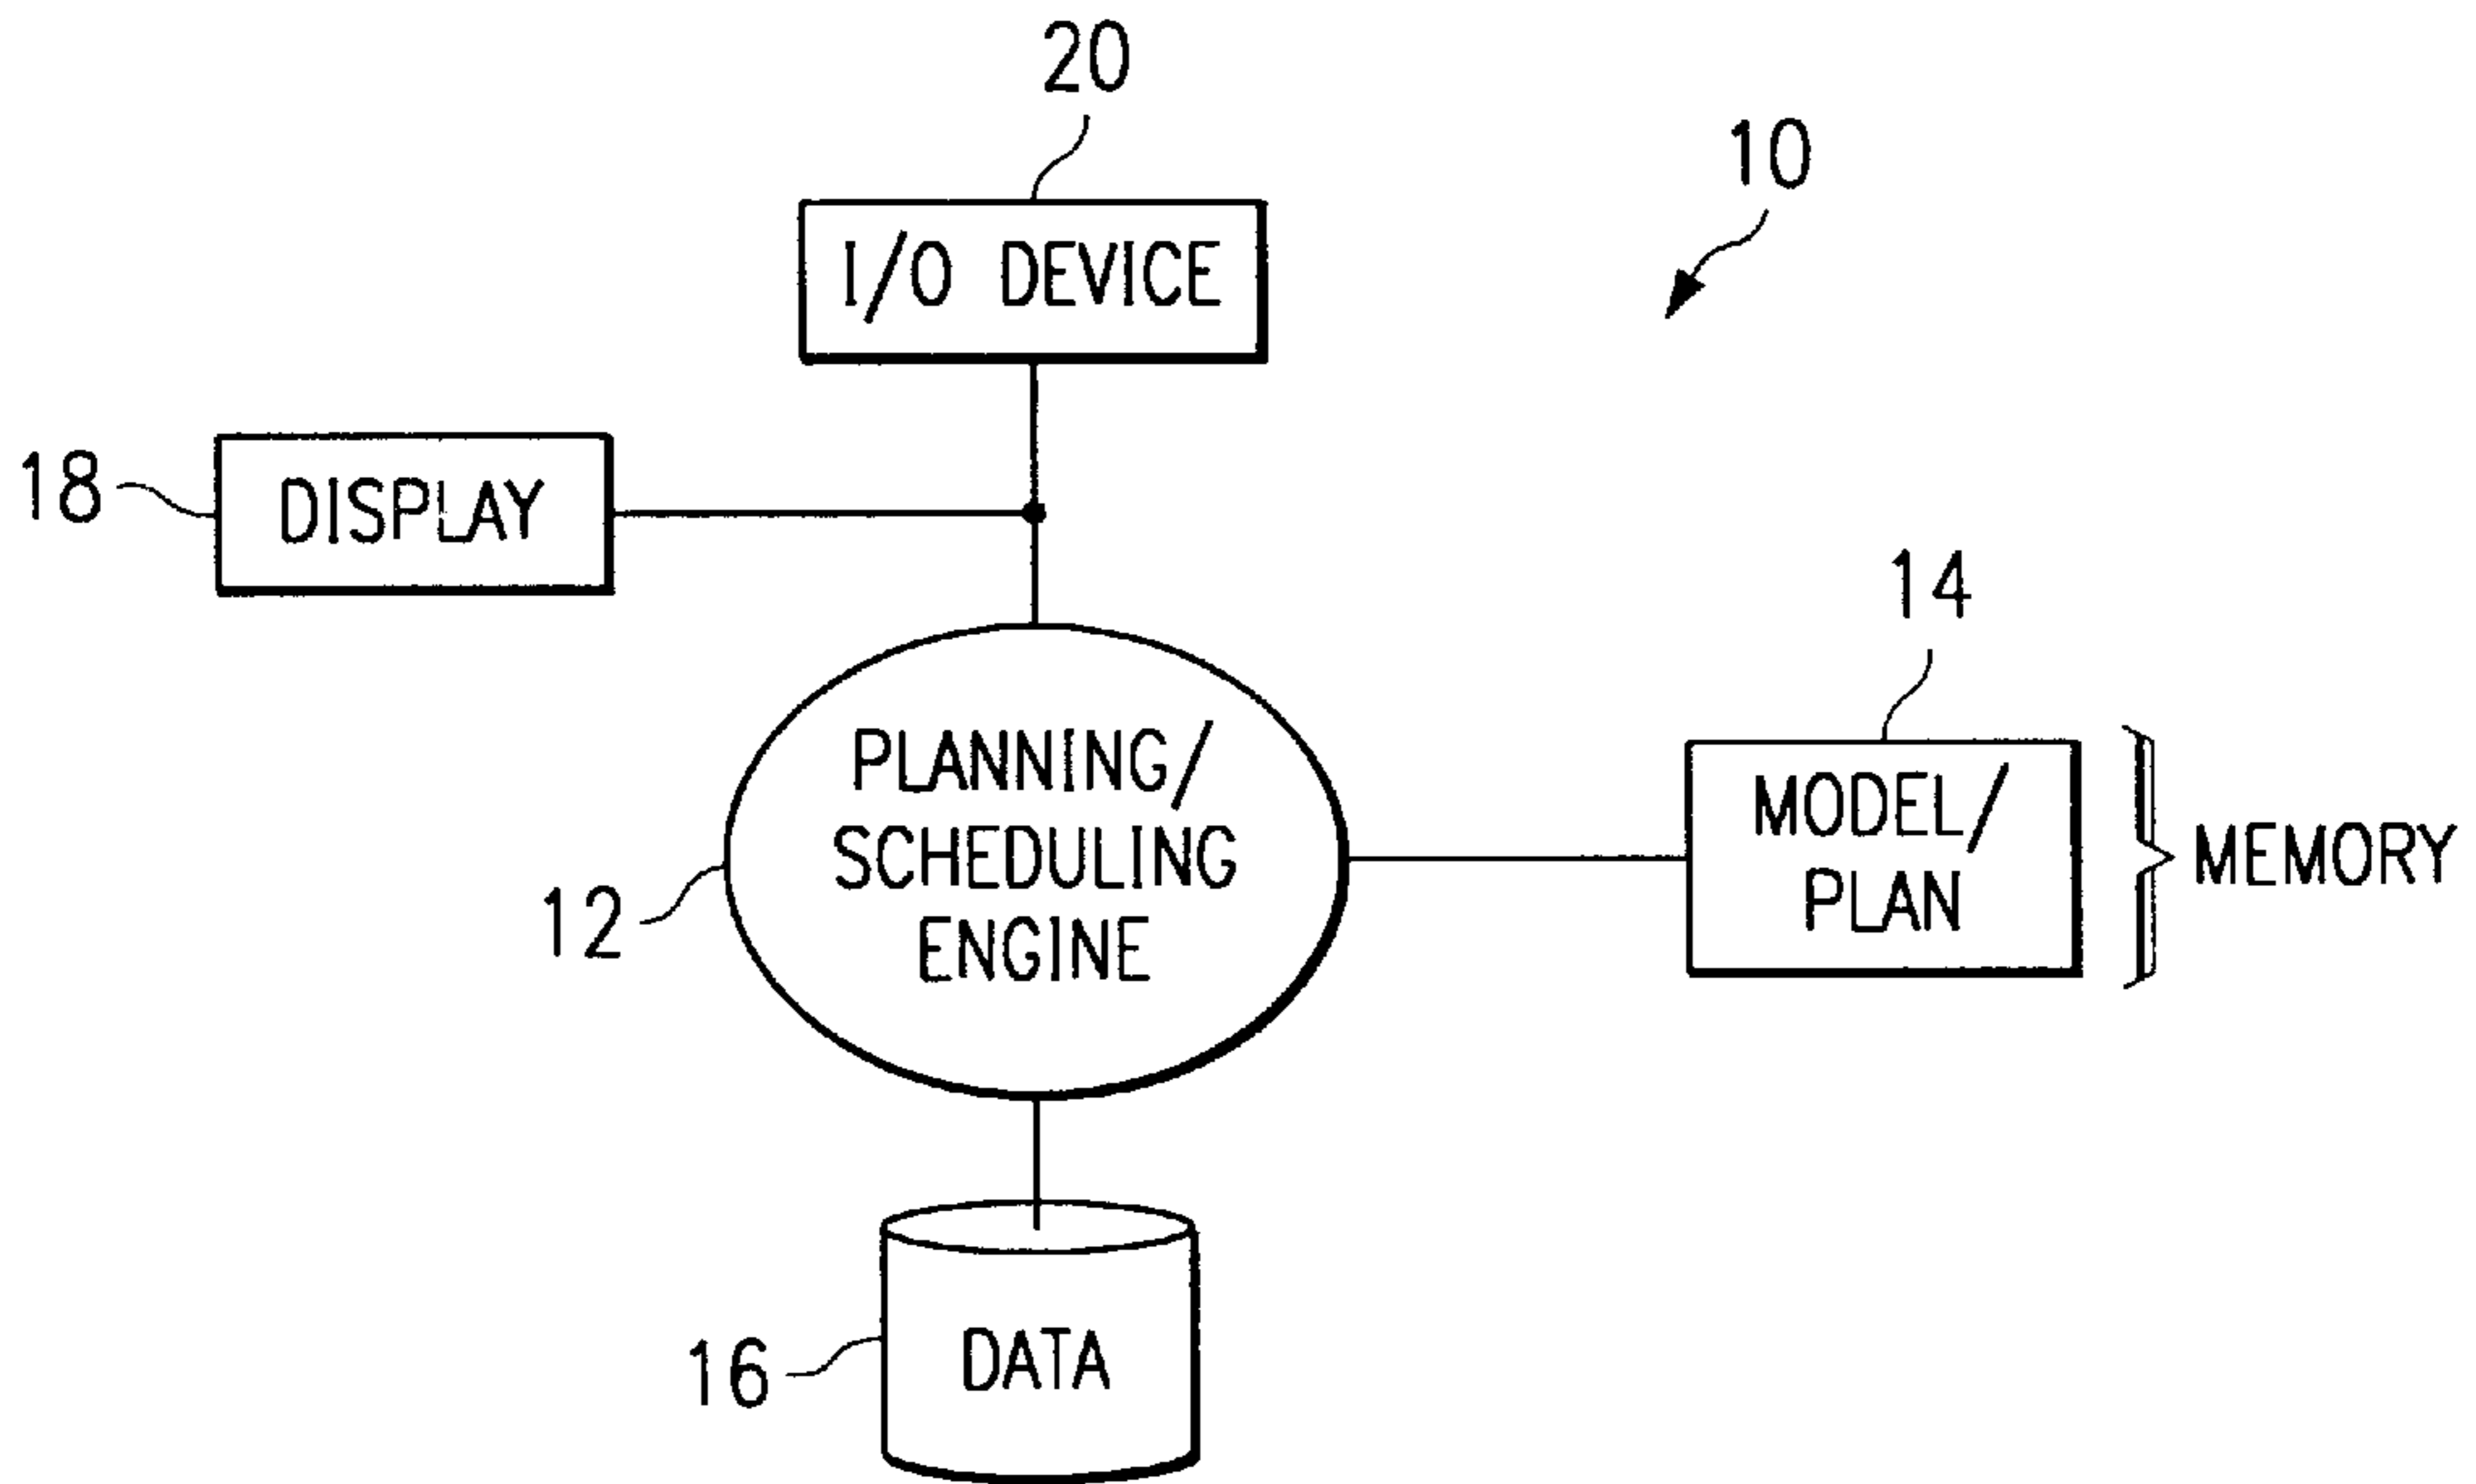 20
10
I/O DEVICE
18
DISPLAY
14
PLANNING/
SCHEDULING
ENGINE
12
MODEL/
PLAN
MEMORY
16
DATA